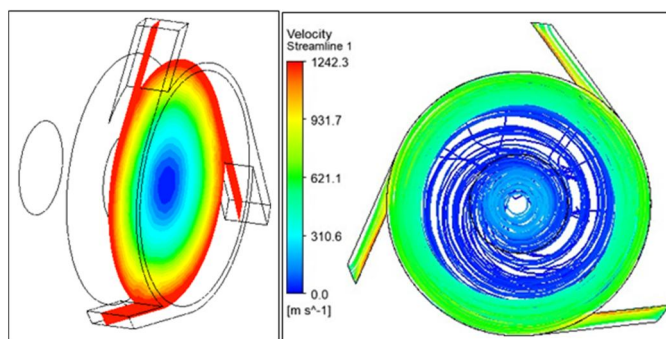 Velocity
Streamline 1
1242.3
931.7
621.1
310.6
0.0
[m s^-1]